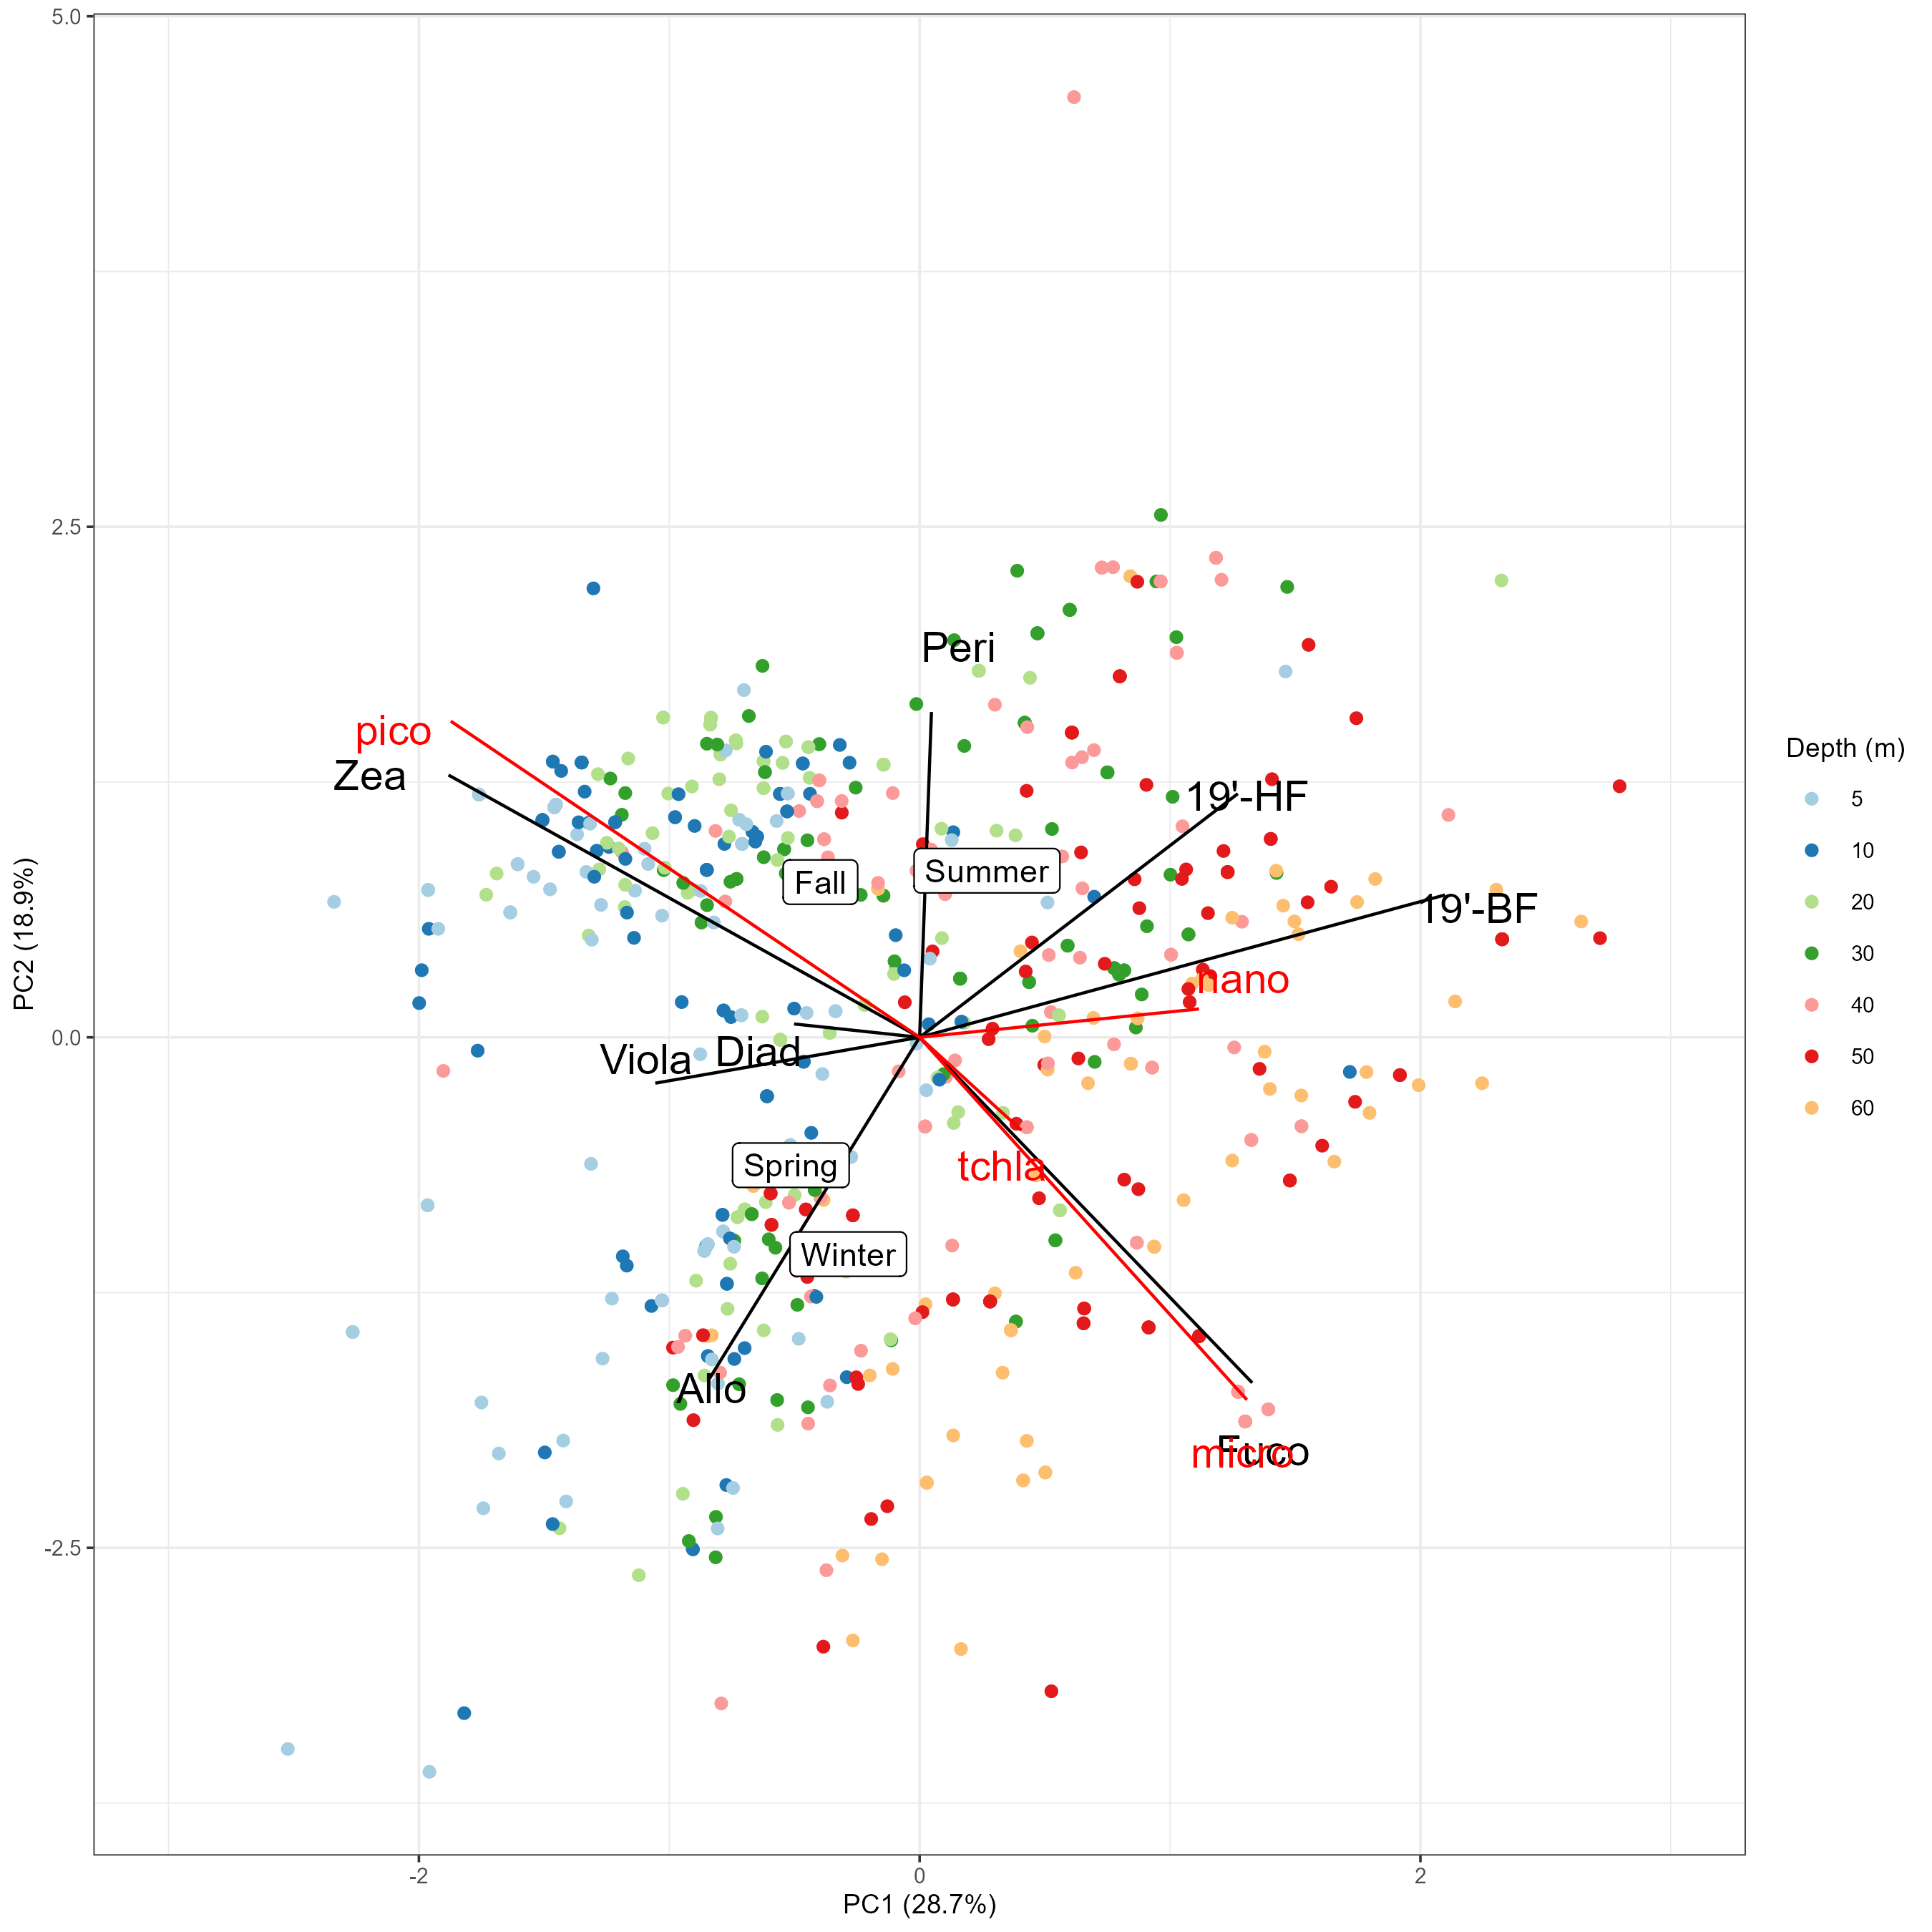 5.0
2.5
0.0
-2.5
PC2 (18.9%)
Peri
pico
Zea
19'-HF
Fall
Summer
19'-BF
nano
Viola
Diad
Spring
tchla
Winter
Allo
Fuco
micro
-2
0
2
PC1 (28.7%)
Depth (m)
5
10
20
30
40
50
60